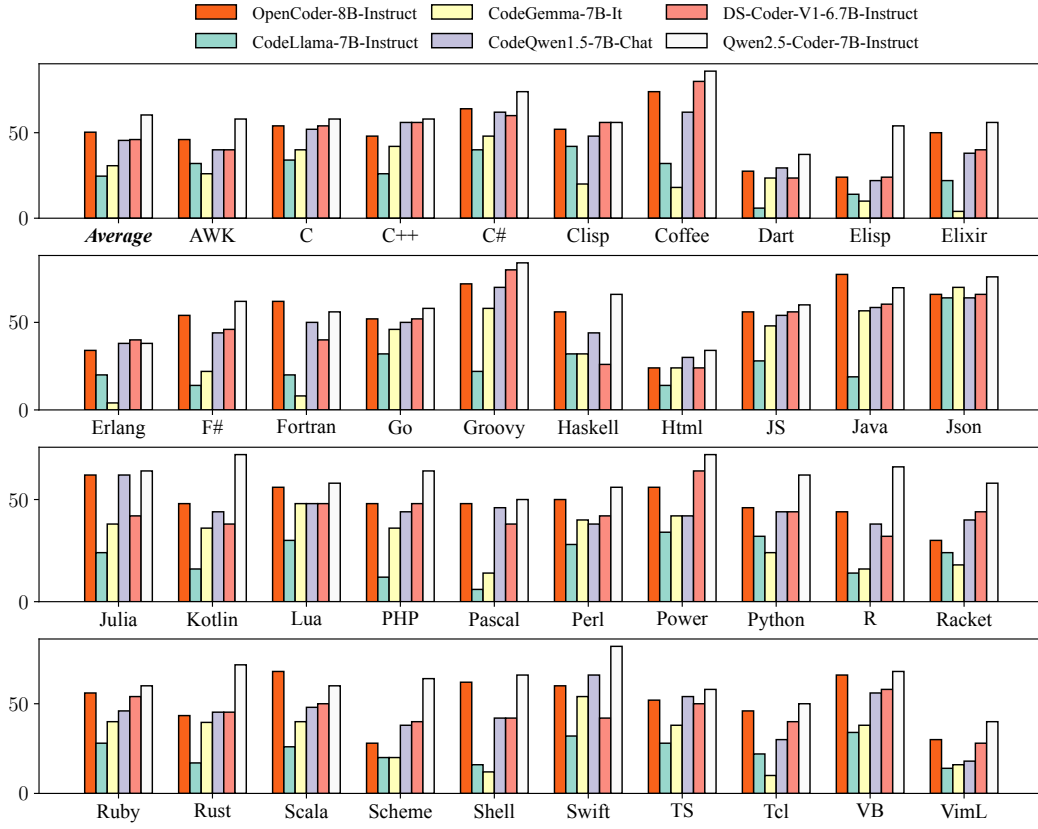 OpenCoder-8B-Instruct CodeGemma-7B-It DS-Coder-V1-6.7B-Instruct
CodeLlama-7B-Instruct CodeQwen1.5-7B-Chat Qwen2.5-Coder-7B-Instruct
50
0
Average AWK C C++ C# Clisp Coffee Dart Elisp Elixir
50
0
Erlang F# Fortran Go Groovy Haskell Html JS Java Json
50
0
Julia Kotlin Lua PHP Pascal Perl Power Python R Racket
50
0
Ruby Rust Scala Scheme Shell Swift TS Tcl VB VimL